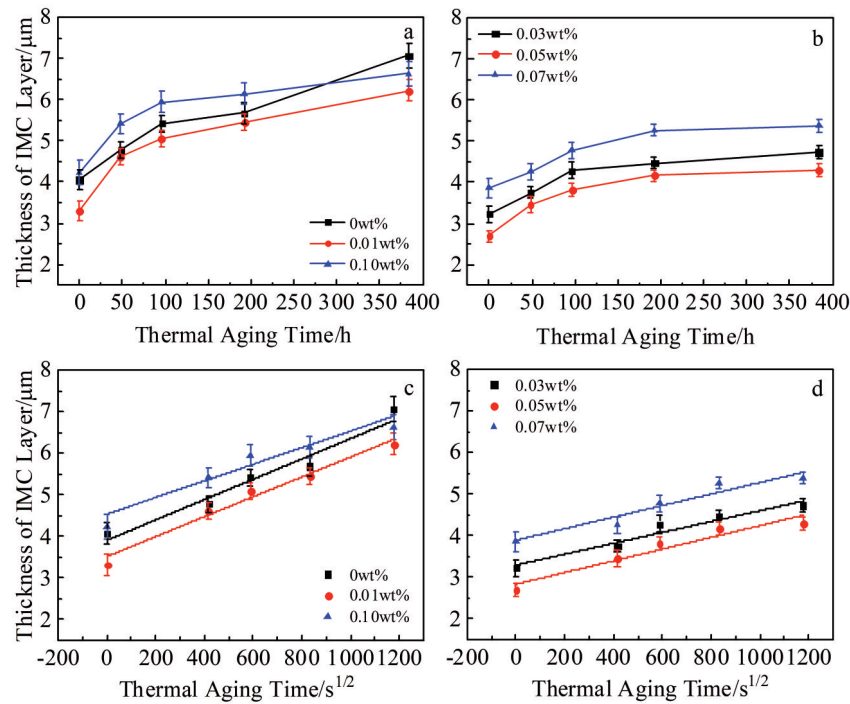 Thickness of IMC Layer/μm
8
7
6
5
4
3
2
a
0wt%
0.01wt%
0.10wt%
0 50 100 150 200 250 300 350 400
Thermal Aging Time/h
8
7
6
5
4
3
2
b
0.03wt%
0.05wt%
0.07wt%
0 50 100 150 200 250 300 350 400
Thermal Aging Time/h
Thickness of IMC Layer/μm
8
7
6
5
4
3
2
c
0wt%
0.01wt%
0.10wt%
-200 0 200 400 600 800 1000 1200 1400
Thermal Aging Time/s^1/2
8
7
6
5
4
3
2
d
0.03wt%
0.05wt%
0.07wt%
-200 0 200 400 600 800 1000 1200 1400
Thermal Aging Time/s^1/2